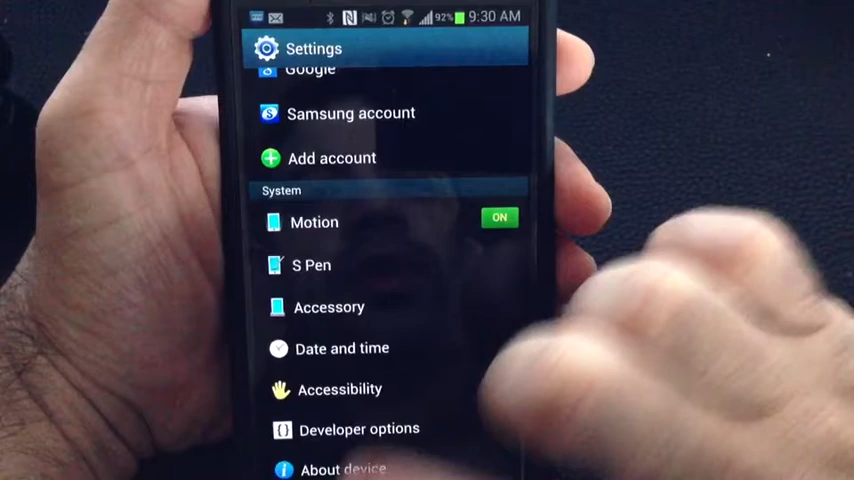 92% 9:30 AM
Settings
Google
Samsung account
Add account
System
Motion ON
S Pen
Accessory
Date and time
Accessibility
Developer options
About device